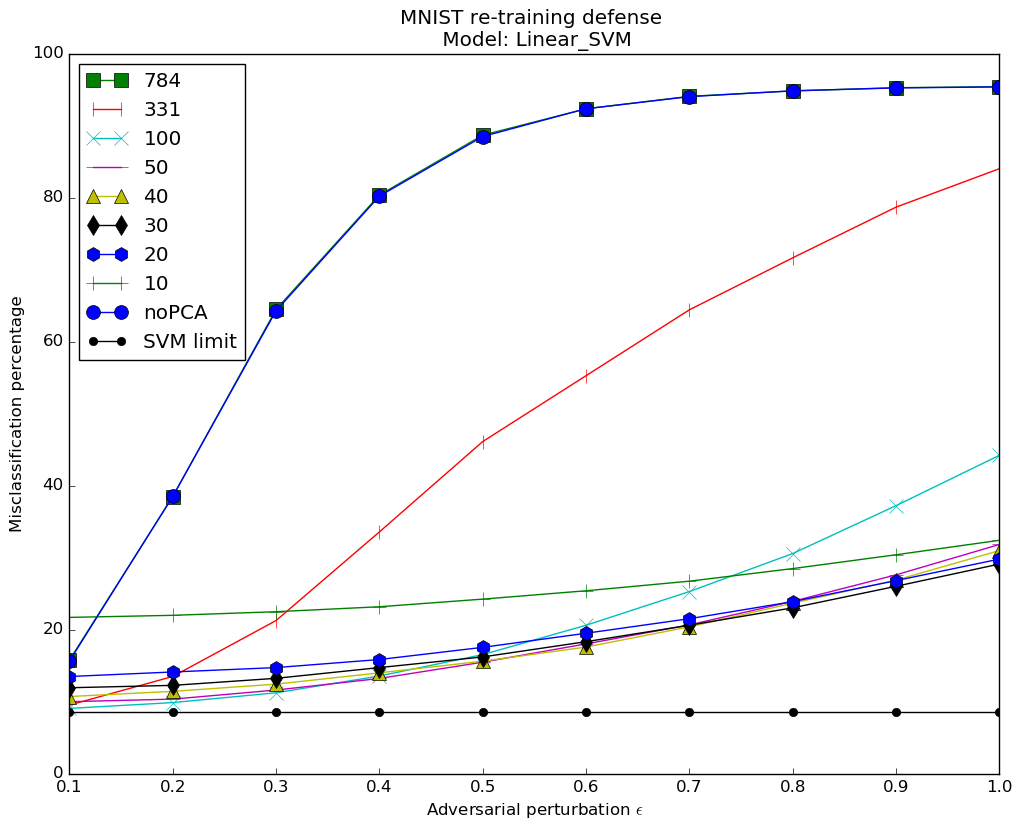 MNIST re-training defense
Model: Linear_SVM
100
80
60
40
20
0
Misclassification percentage
784
331
100
50
40
30
20
10
noPCA
SVM limit
0.1 0.2 0.3 0.4 0.5 0.6 0.7 0.8 0.9 1.0
Adversarial perturbation ϵ